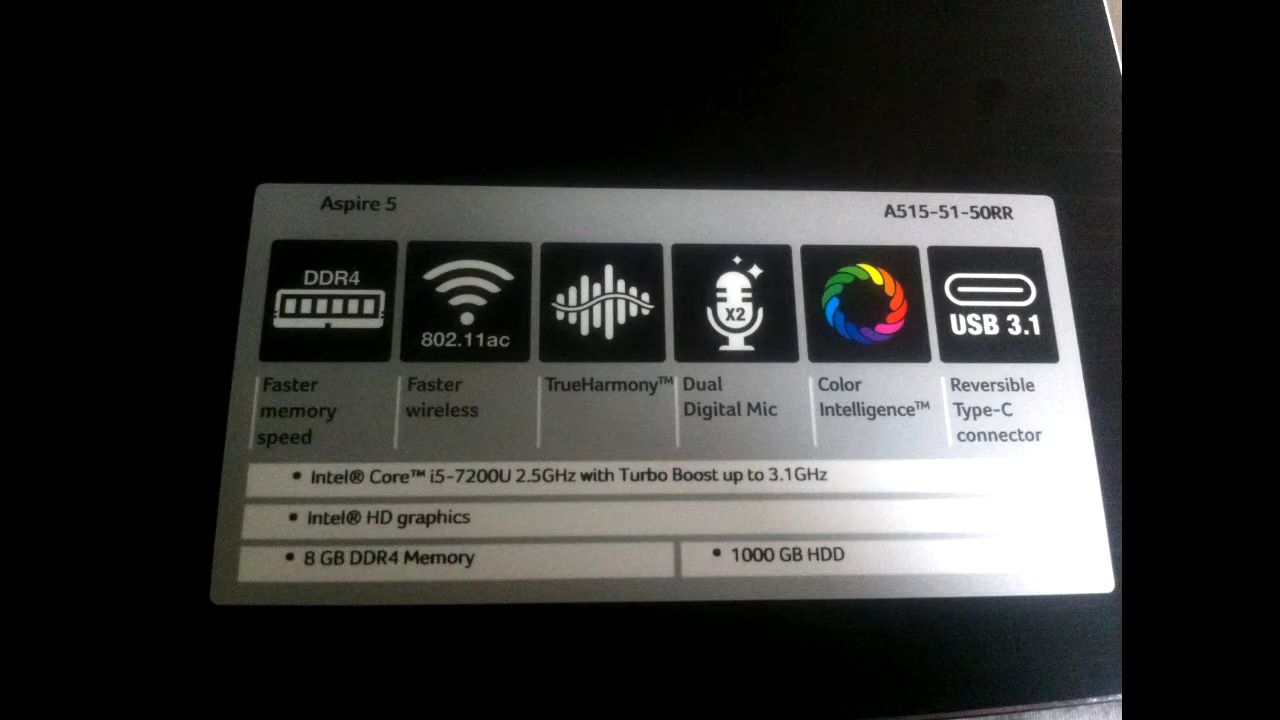 Aspire 5
A515-51-50RR
DDR4
802.11ac
X2
USB 3.1
Faster
memory
speed
Faster
wireless
TrueHarmony™
Dual
Digital Mic
Color
Intelligence™
Reversible
Type-C
connector
• Intel® Core™ i5-7200U 2.5GHz with Turbo Boost up to 3.1GHz
• Intel® HD graphics
• 8 GB DDR4 Memory
• 1000 GB HDD